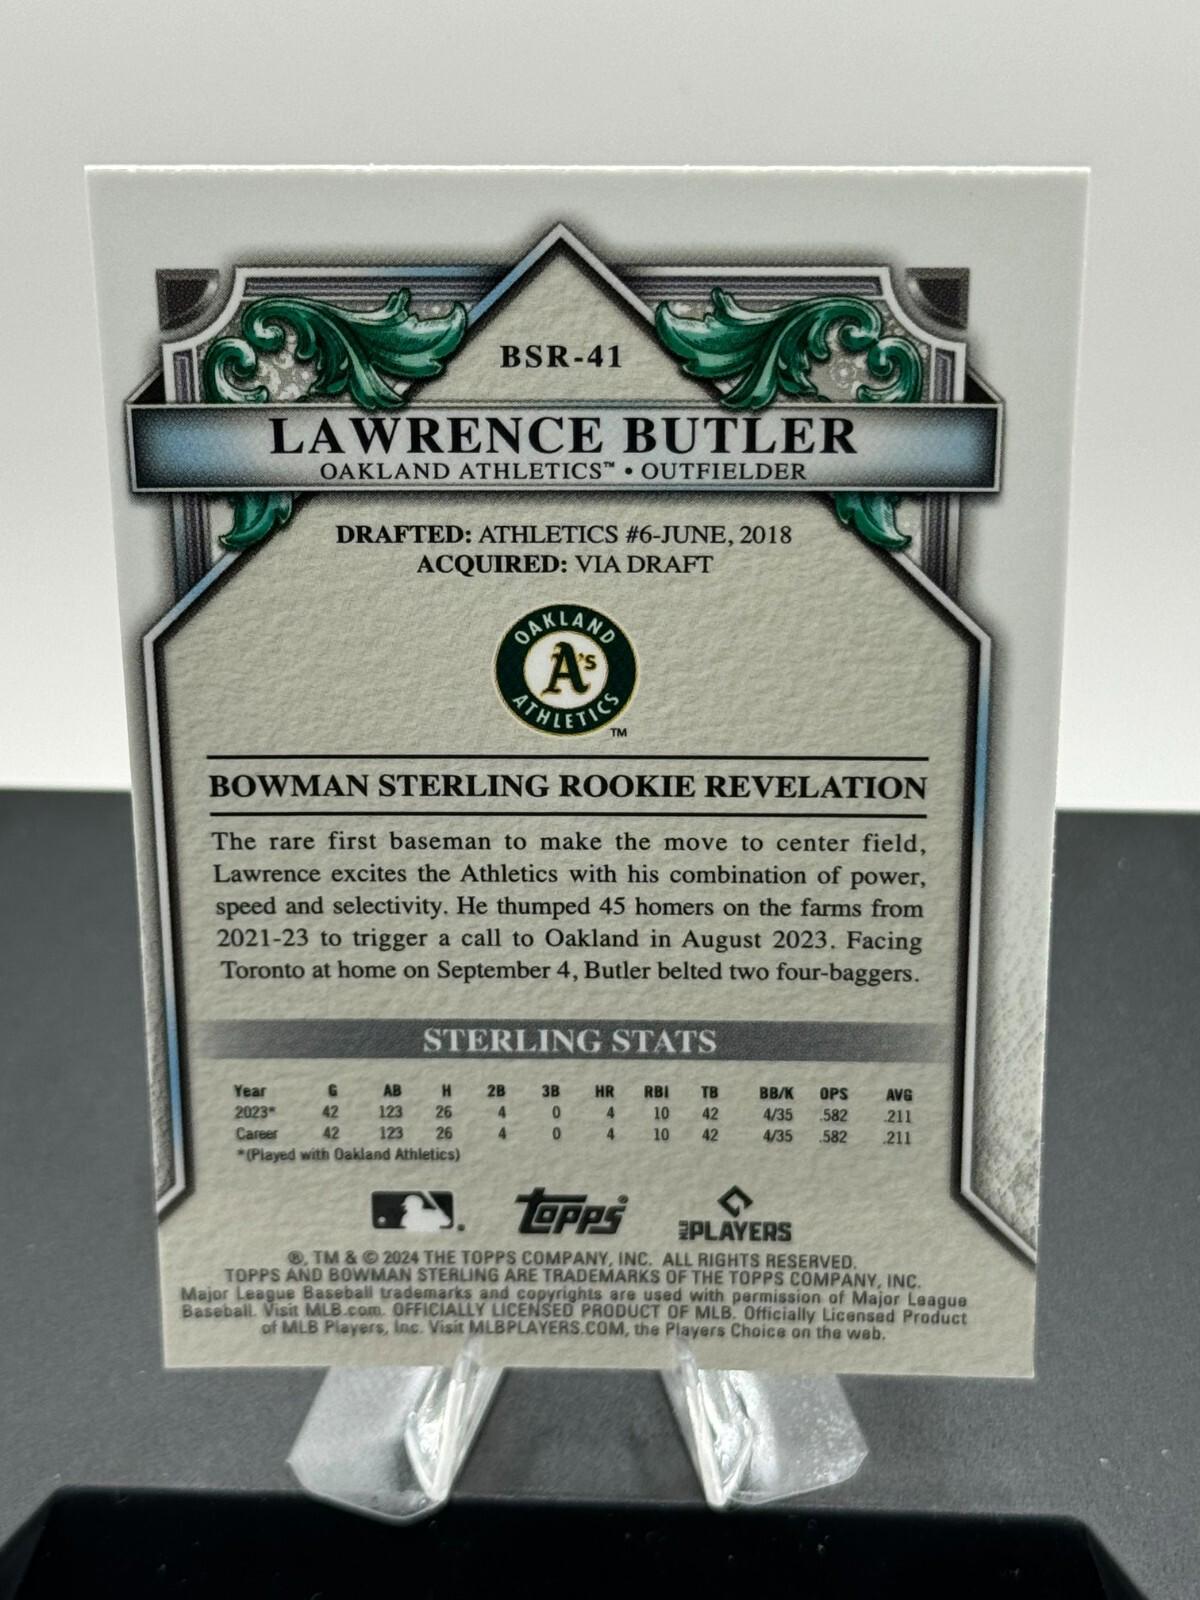 BSR-41
LAWRENCE BUTLER
OAKLAND ATHLETICS™ • OUTFIELDER
DRAFTED: ATHLETICS #6-JUNE, 2018
ACQUIRED: VIA DRAFT
OAKLAND
A's
ATHLETICS
TM
BOWMAN STERLING ROOKIE REVELATION
The rare first baseman to make the move to center field,
Lawrence excites the Athletics with his combination of power,
speed and selectivity. He thumped 45 homers on the farms from
2021-23 to trigger a call to Oakland in August 2023. Facing
Toronto at home on September 4, Butler belted two four-baggers.
STERLING STATS
Year G AB H 2B 3B HR RBI TB BB/K OPS AVG
2023* 42 123 26 4 0 4 10 42 4/35 .582 .211
Career 42 123 26 4 0 4 10 42 4/35 .582 .211
*(Played with Oakland Athletics)
Topps® MLB PLAYERS
®, TM & © 2024 THE TOPPS COMPANY, INC. ALL RIGHTS RESERVED.
TOPPS AND BOWMAN STERLING ARE TRADEMARKS OF THE TOPPS COMPANY, INC.
Major League Baseball trademarks and copyrights are used with permission of Major League
Baseball. Visit MLB.com. OFFICIALLY LICENSED PRODUCT OF MLB. Officially Licensed Product
of MLB Players, Inc. Visit MLBPLAYERS.COM, the Players Choice on the web.